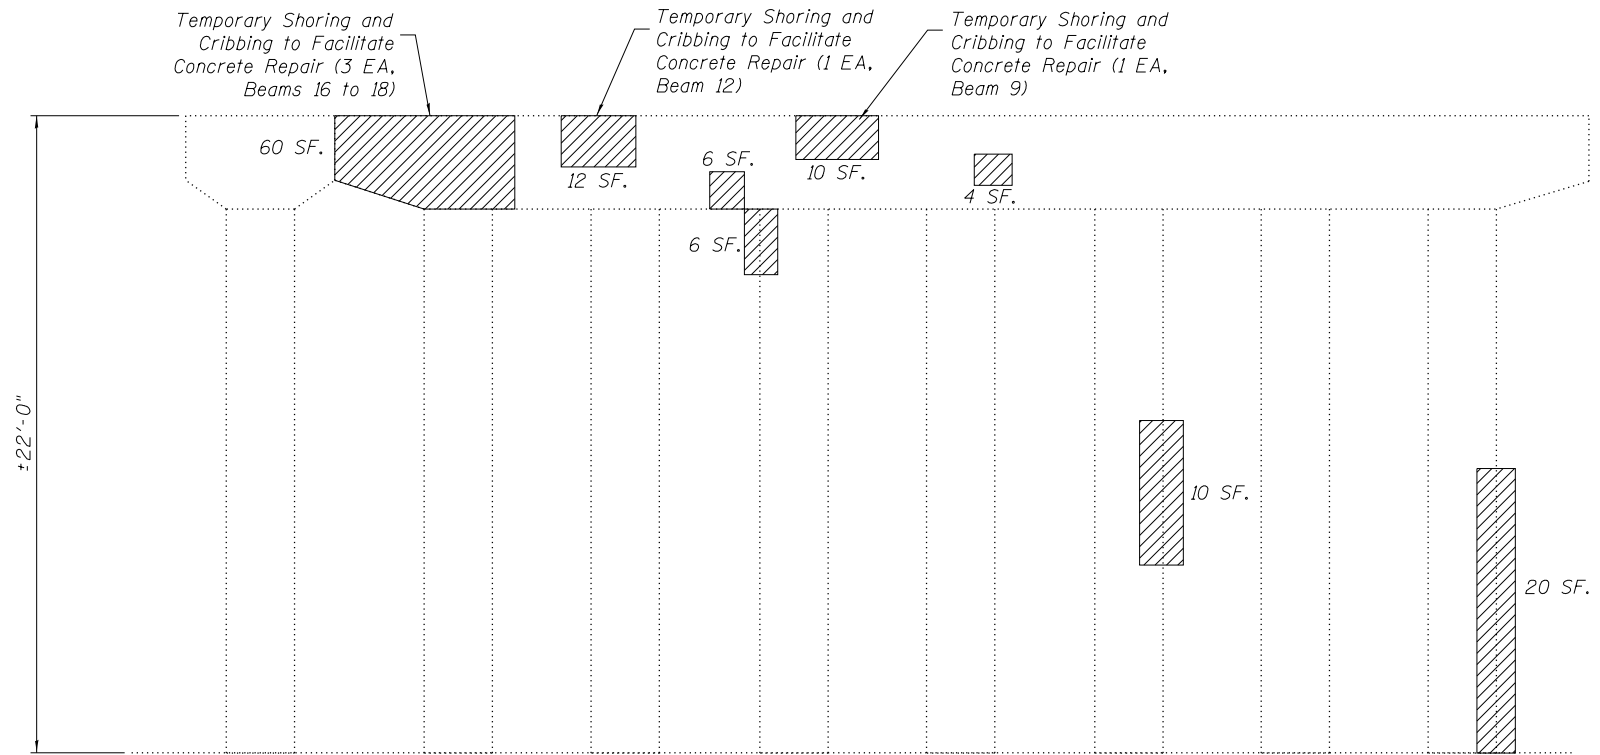 Temporary Shoring and
Cribbing to Facilitate
Concrete Repair (3 EA,
Beams 16 to 18)
Temporary Shoring and
Cribbing to Facilitate
Concrete Repair (1 EA,
Beam 12)
Temporary Shoring and
Cribbing to Facilitate
Concrete Repair (1 EA,
Beam 9)
60 SF.
12 SF.
6 SF.
10 SF.
4 SF.
6 SF.
±22'-0"
10 SF.
20 SF.